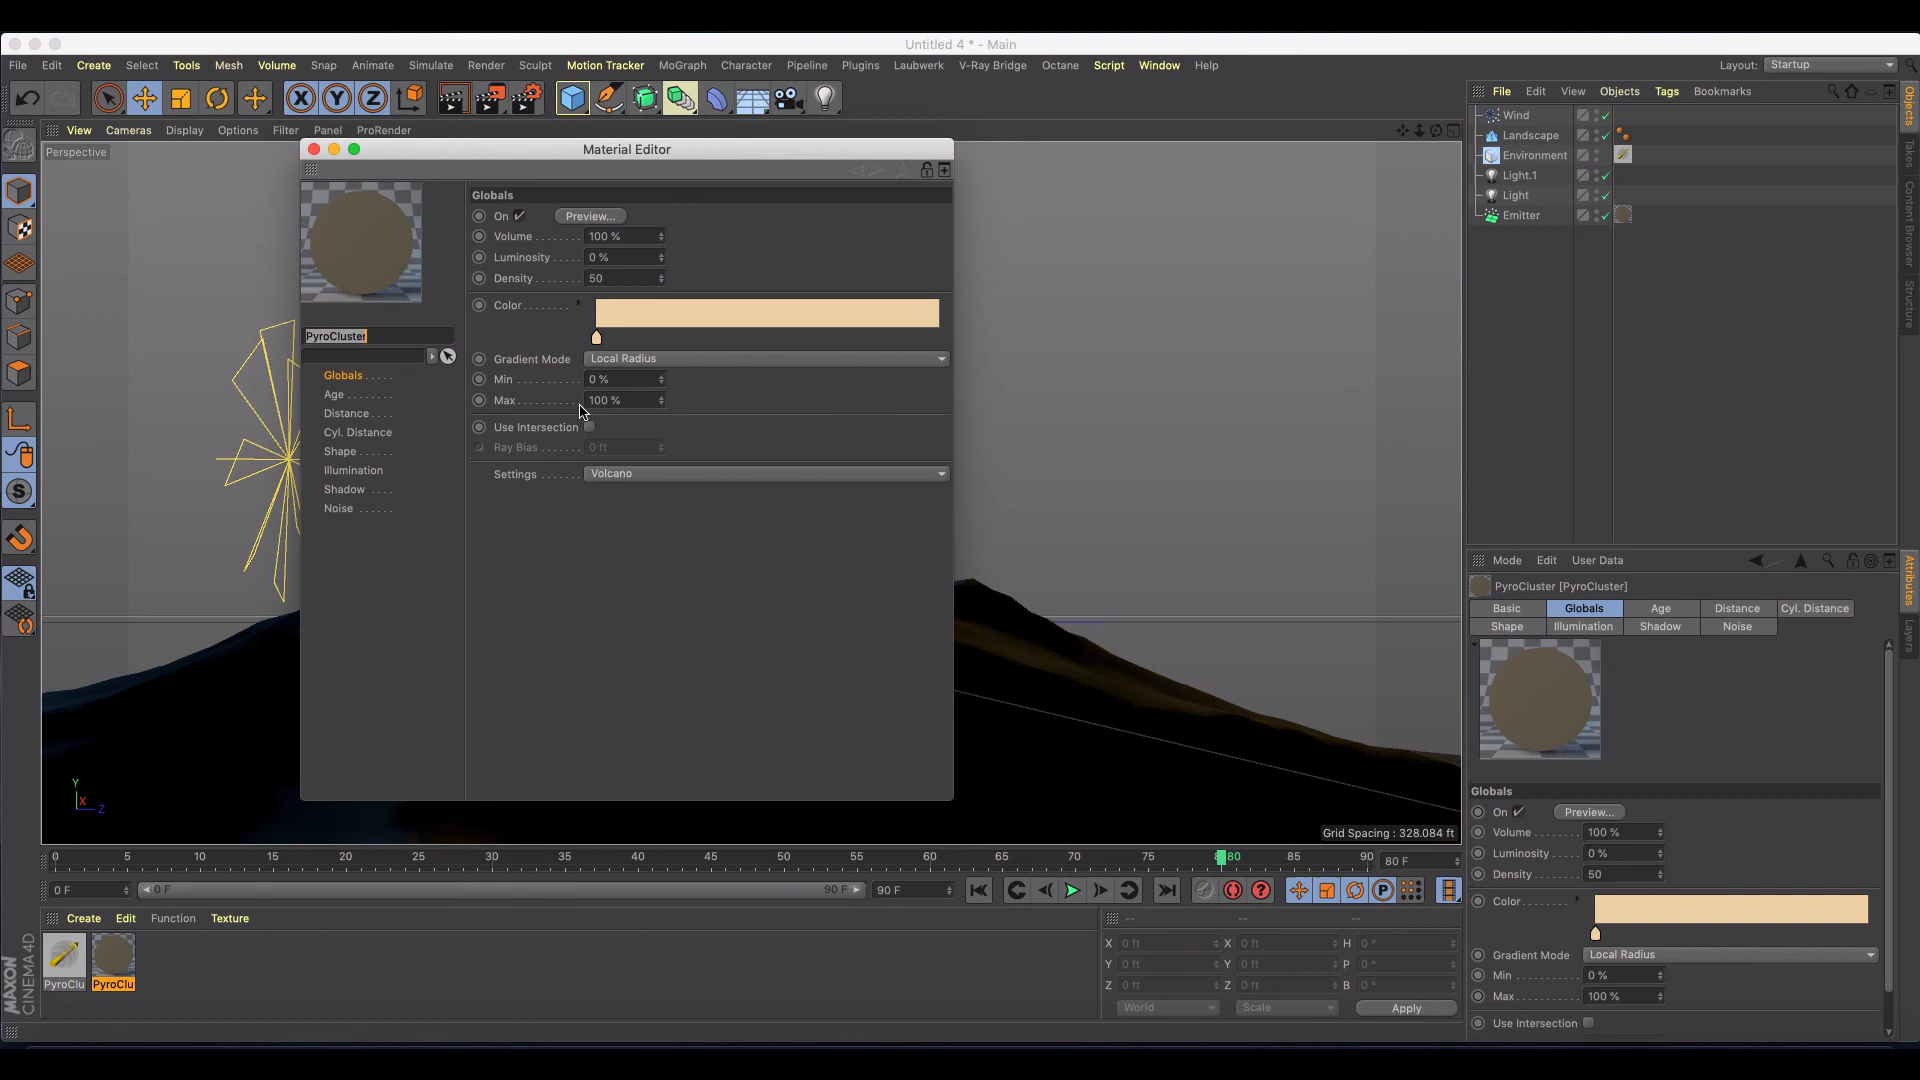 Untitled 4 * - Main
File Edit Create Select Tools Mesh Volume Snap Animate Simulate Render Sculpt Motion Tracker MoGraph Character Pipeline Plugins Laubwerk V-Ray Bridge Octane Script Window Help Layout: Startup
View Cameras Display Options Filter Panel ProRender
Perspective
Material Editor
PyroCluster
Globals
Age
Distance
Cyl. Distance
Shape
Illumination
Shadow
Noise
Globals
On Preview...
Volume 100 %
Luminosity 0 %
Density 50
Color
Gradient Mode Local Radius
Min 0 %
Max 100 %
Use Intersection
Ray Bias 0 ft
Settings Volcano
File Edit View Objects Tags Bookmarks
Wind
Landscape
Environment
Light.1
Light
Emitter
Objects
Takes
Content Browser
Structure
Mode Edit User Data
PyroCluster [PyroCluster]
Basic Globals Age Distance Cyl. Distance
Shape Illumination Shadow Noise
Globals
On Preview...
Volume 100 %
Luminosity 0 %
Density 50
Color
Gradient Mode Local Radius
Min 0 %
Max 100 %
Use Intersection
Attributes
Layers
Y
X
Z
Grid Spacing : 328.084 ft
0 5 10 15 20 25 30 35 40 45 50 55 60 65 70 75 80 85 90 80 F
0 F 0 F 90 F 90 F
Create Edit Function Texture
PyroClu PyroClu
-- -- --
X 0 ft X 0 ft H 0 °
Y 0 ft Y 0 ft P 0 °
Z 0 ft Z 0 ft B 0 °
World Scale Apply
MAXON
CINEMA 4D